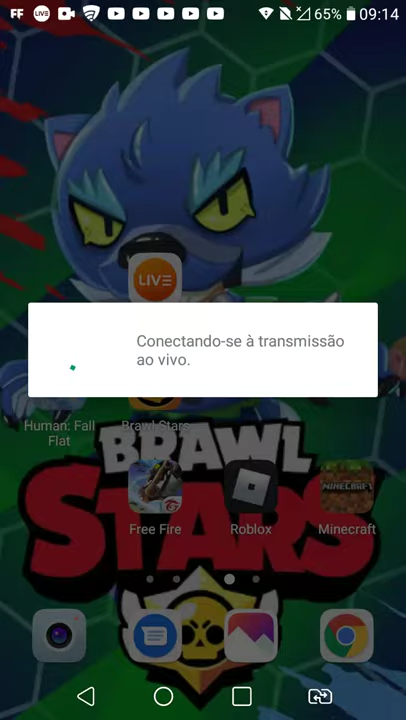 FF LIVE 65% 09:14
LIVE
Conectando-se à transmissão
ao vivo.
Human: Fall
Flat
Brawl Stars
BRAWL
STARS
MINECRAFT
Free Fire
Roblox
Minecraft